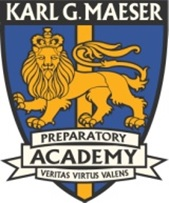 KARL G. MAESER
PREPARATORY
ACADEMY
VERITAS VIRTUS VALENS